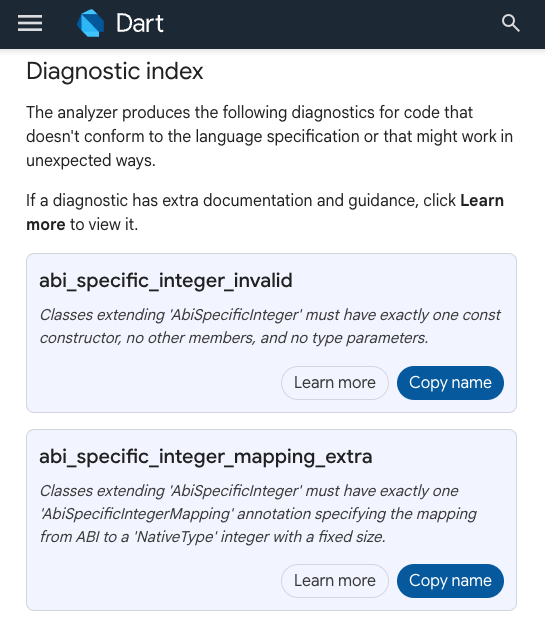 Dart
Diagnostic index
The analyzer produces the following diagnostics for code that
doesn't conform to the language specification or that might work in
unexpected ways.
If a diagnostic has extra documentation and guidance, click Learn
more to view it.
abi_specific_integer_invalid
Classes extending 'AbiSpecificInteger' must have exactly one const
constructor, no other members, and no type parameters.
Learn more Copy name
abi_specific_integer_mapping_extra
Classes extending 'AbiSpecificInteger' must have exactly one
'AbiSpecificIntegerMapping' annotation specifying the mapping
from ABI to a 'NativeType' integer with a fixed size.
Learn more Copy name